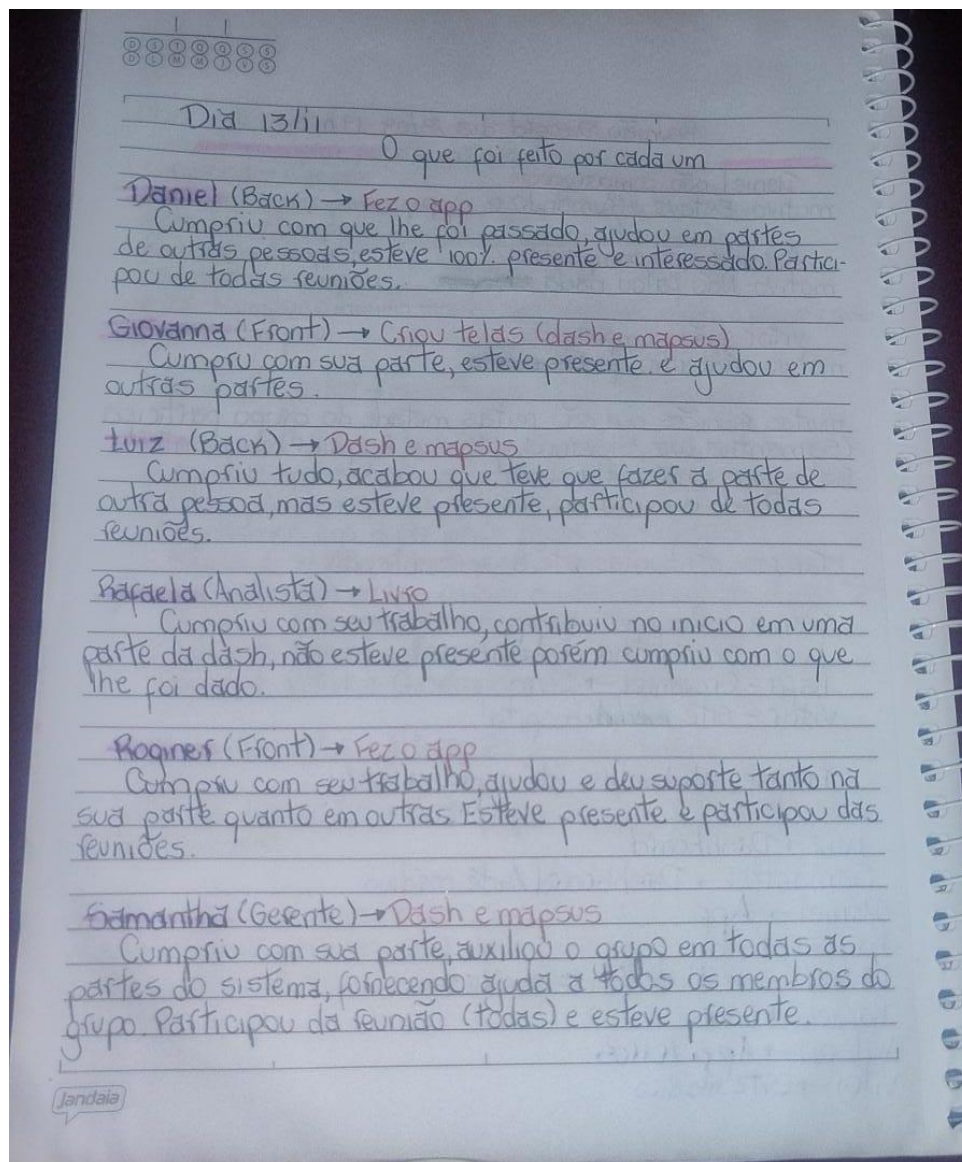 D S T Q Q S S
D L M M J V S
Dia 13/11
O que foi feito por cada um
Daniel (Back) → Fez o app
Cumpriu com que lhe foi passado, ajudou em partes
de outras pessoas, esteve 100% presente e interessado. Partici-
pou de todas reuniões.
Giovanna (Front) → Criou telas (dash e mapsus)
Cumpru com sua parte, esteve presente e ajudou em
outras partes.
Luiz (Back) → Dash e mapsus
Cumpriu tudo, acabou que teve que fazer a parte de
outra pessoa, mas esteve presente, participou de todas
reuniões.
Rafaela (Analista) → Livro
Cumpriu com seu trabalho, contribuiu no inicio em uma
parte da dash, não esteve presente porém cumpriu com o que
lhe foi dado.
Roginer (Front) → Fez o app
Cumpriu com seu trabalho, ajudou e deu suporte tanto na
sua parte quanto em outras. Esteve presente e participou das
reuniões.
Samantha (Gerente) → Dash e mapsus
Cumpriu com sua parte, auxiliou o grupo em todas as
partes do sistema, fornecendo ajuda a todos os membros do
grupo. Participou da reunião (todas) e esteve presente.
Jandaia